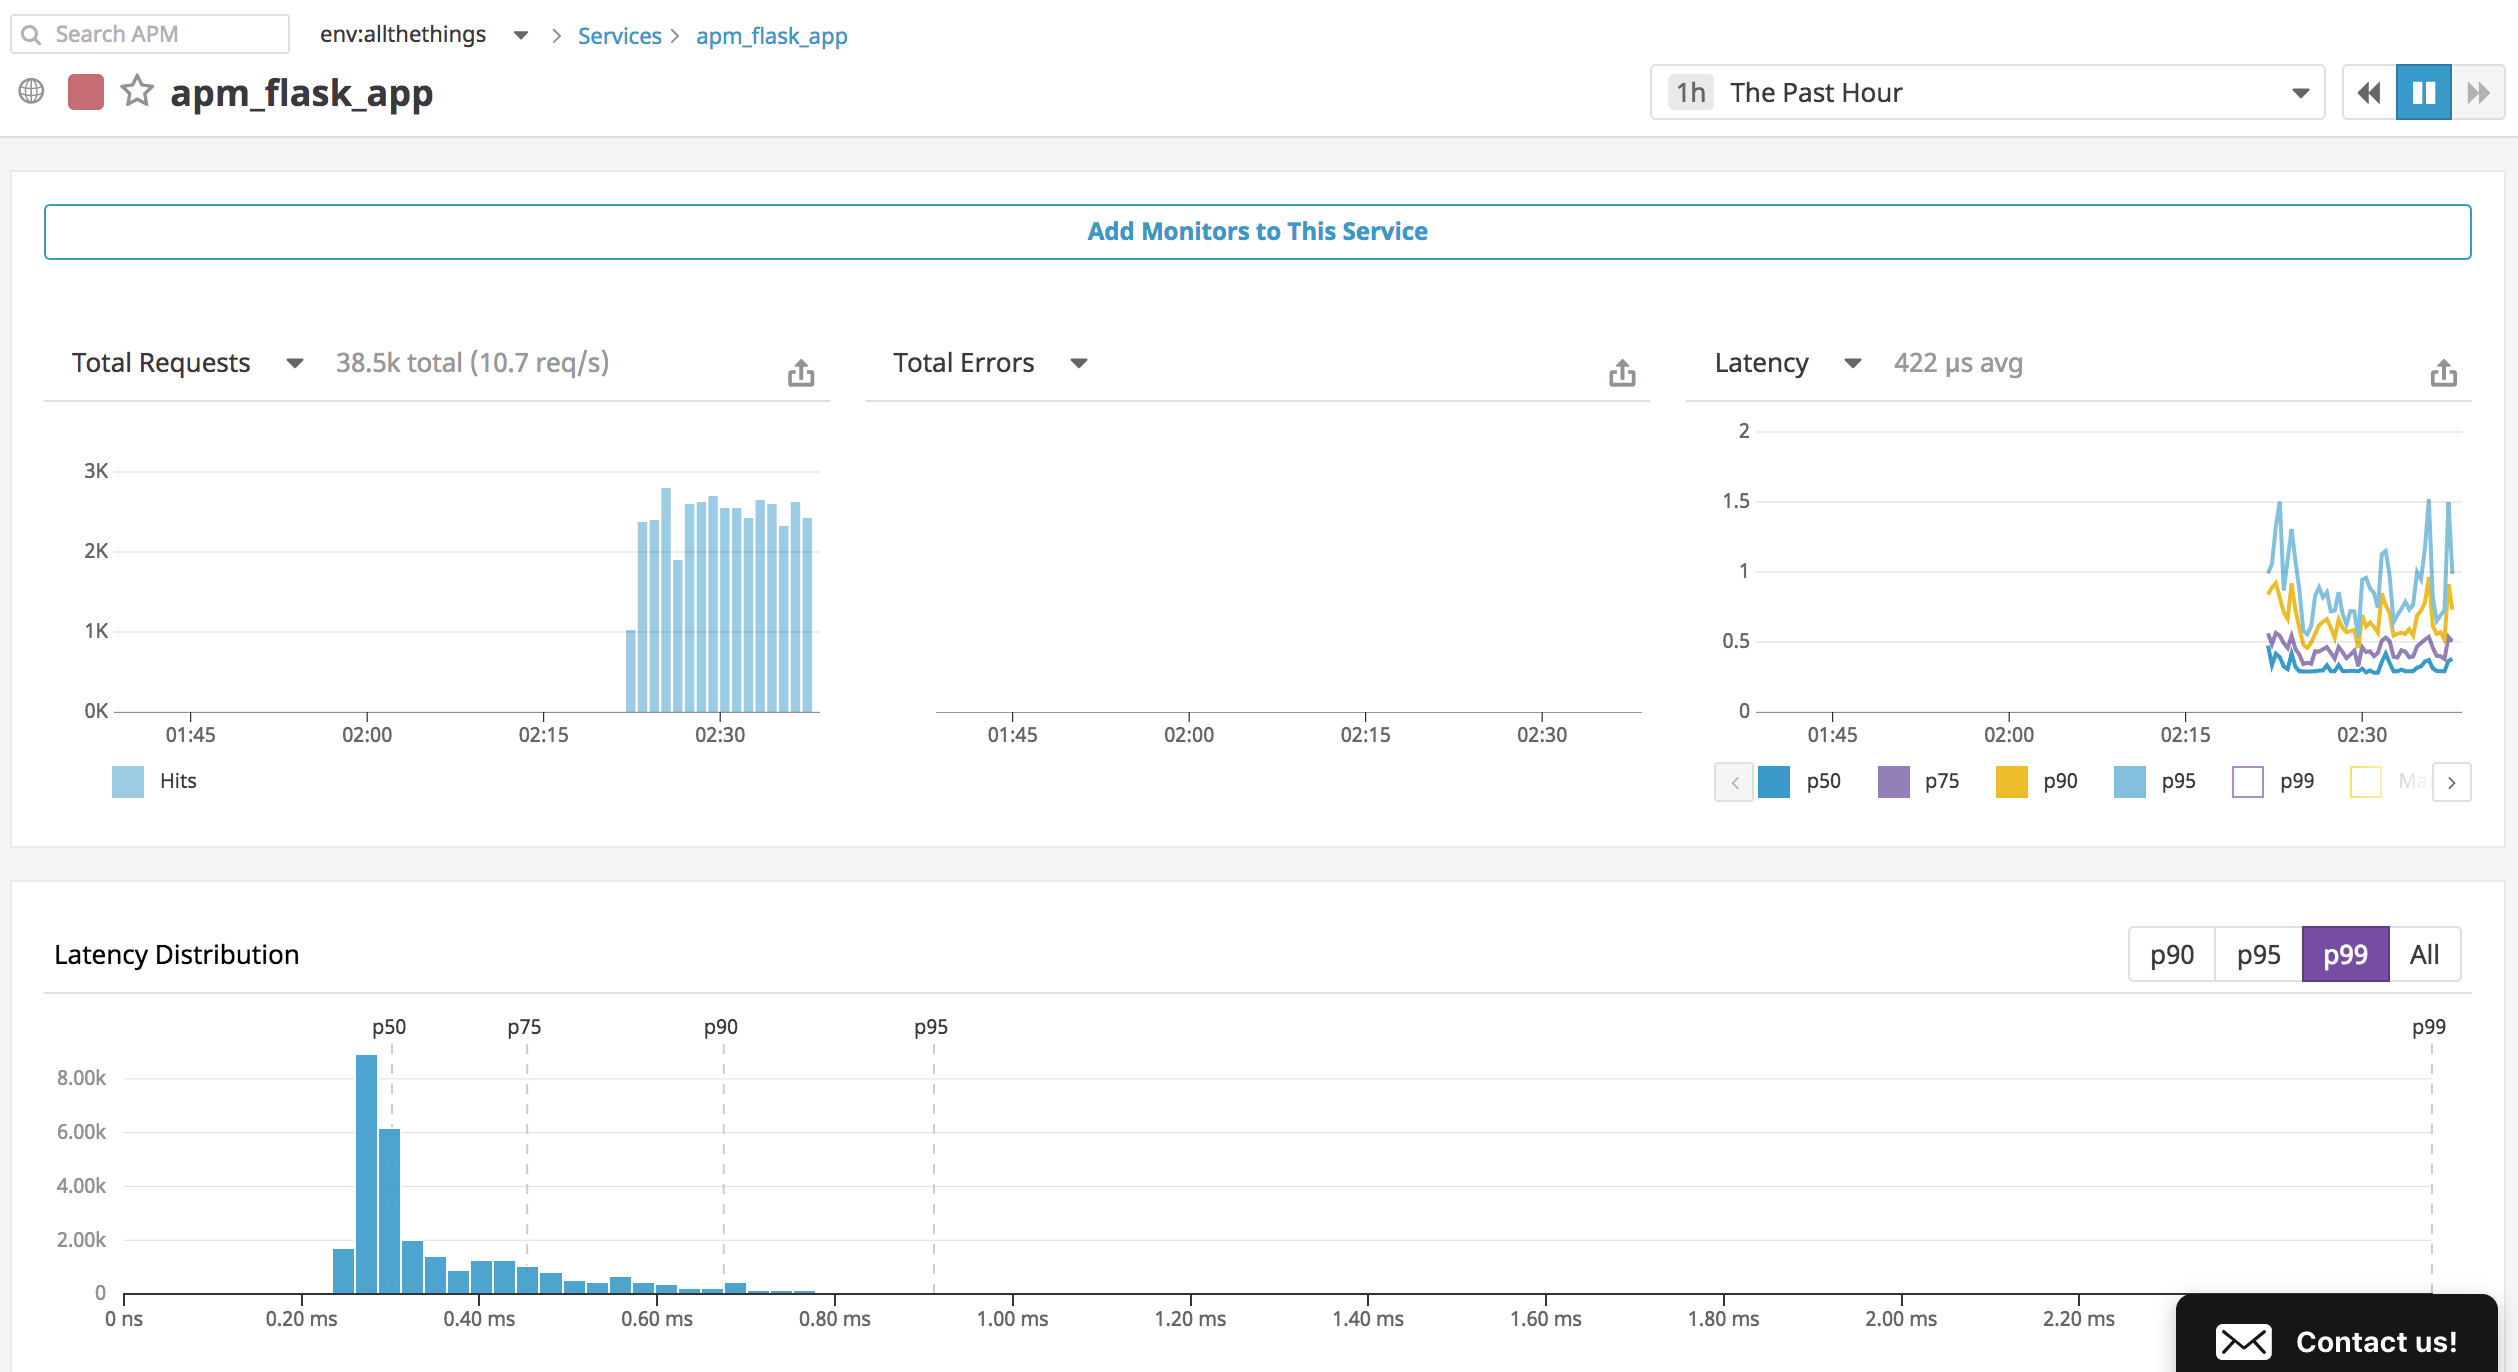 Search APM env:allthethings > Services > apm_flask_app
apm_flask_app 1h The Past Hour
Add Monitors to This Service
Total Requests 38.5k total (10.7 req/s)
3K
2K
1K
0K
01:45 02:00 02:15 02:30
Hits
Total Errors
01:45 02:00 02:15 02:30
Latency 422 µs avg
2
1.5
1
0.5
0
01:45 02:00 02:15 02:30
p50 p75 p90 p95 p99
Latency Distribution p90 p95 p99 All
p50 p75 p90 p95 p99
8.00k
6.00k
4.00k
2.00k
0
0 ns 0.20 ms 0.40 ms 0.60 ms 0.80 ms 1.00 ms 1.20 ms 1.40 ms 1.60 ms 1.80 ms 2.00 ms 2.20 ms
Contact us!